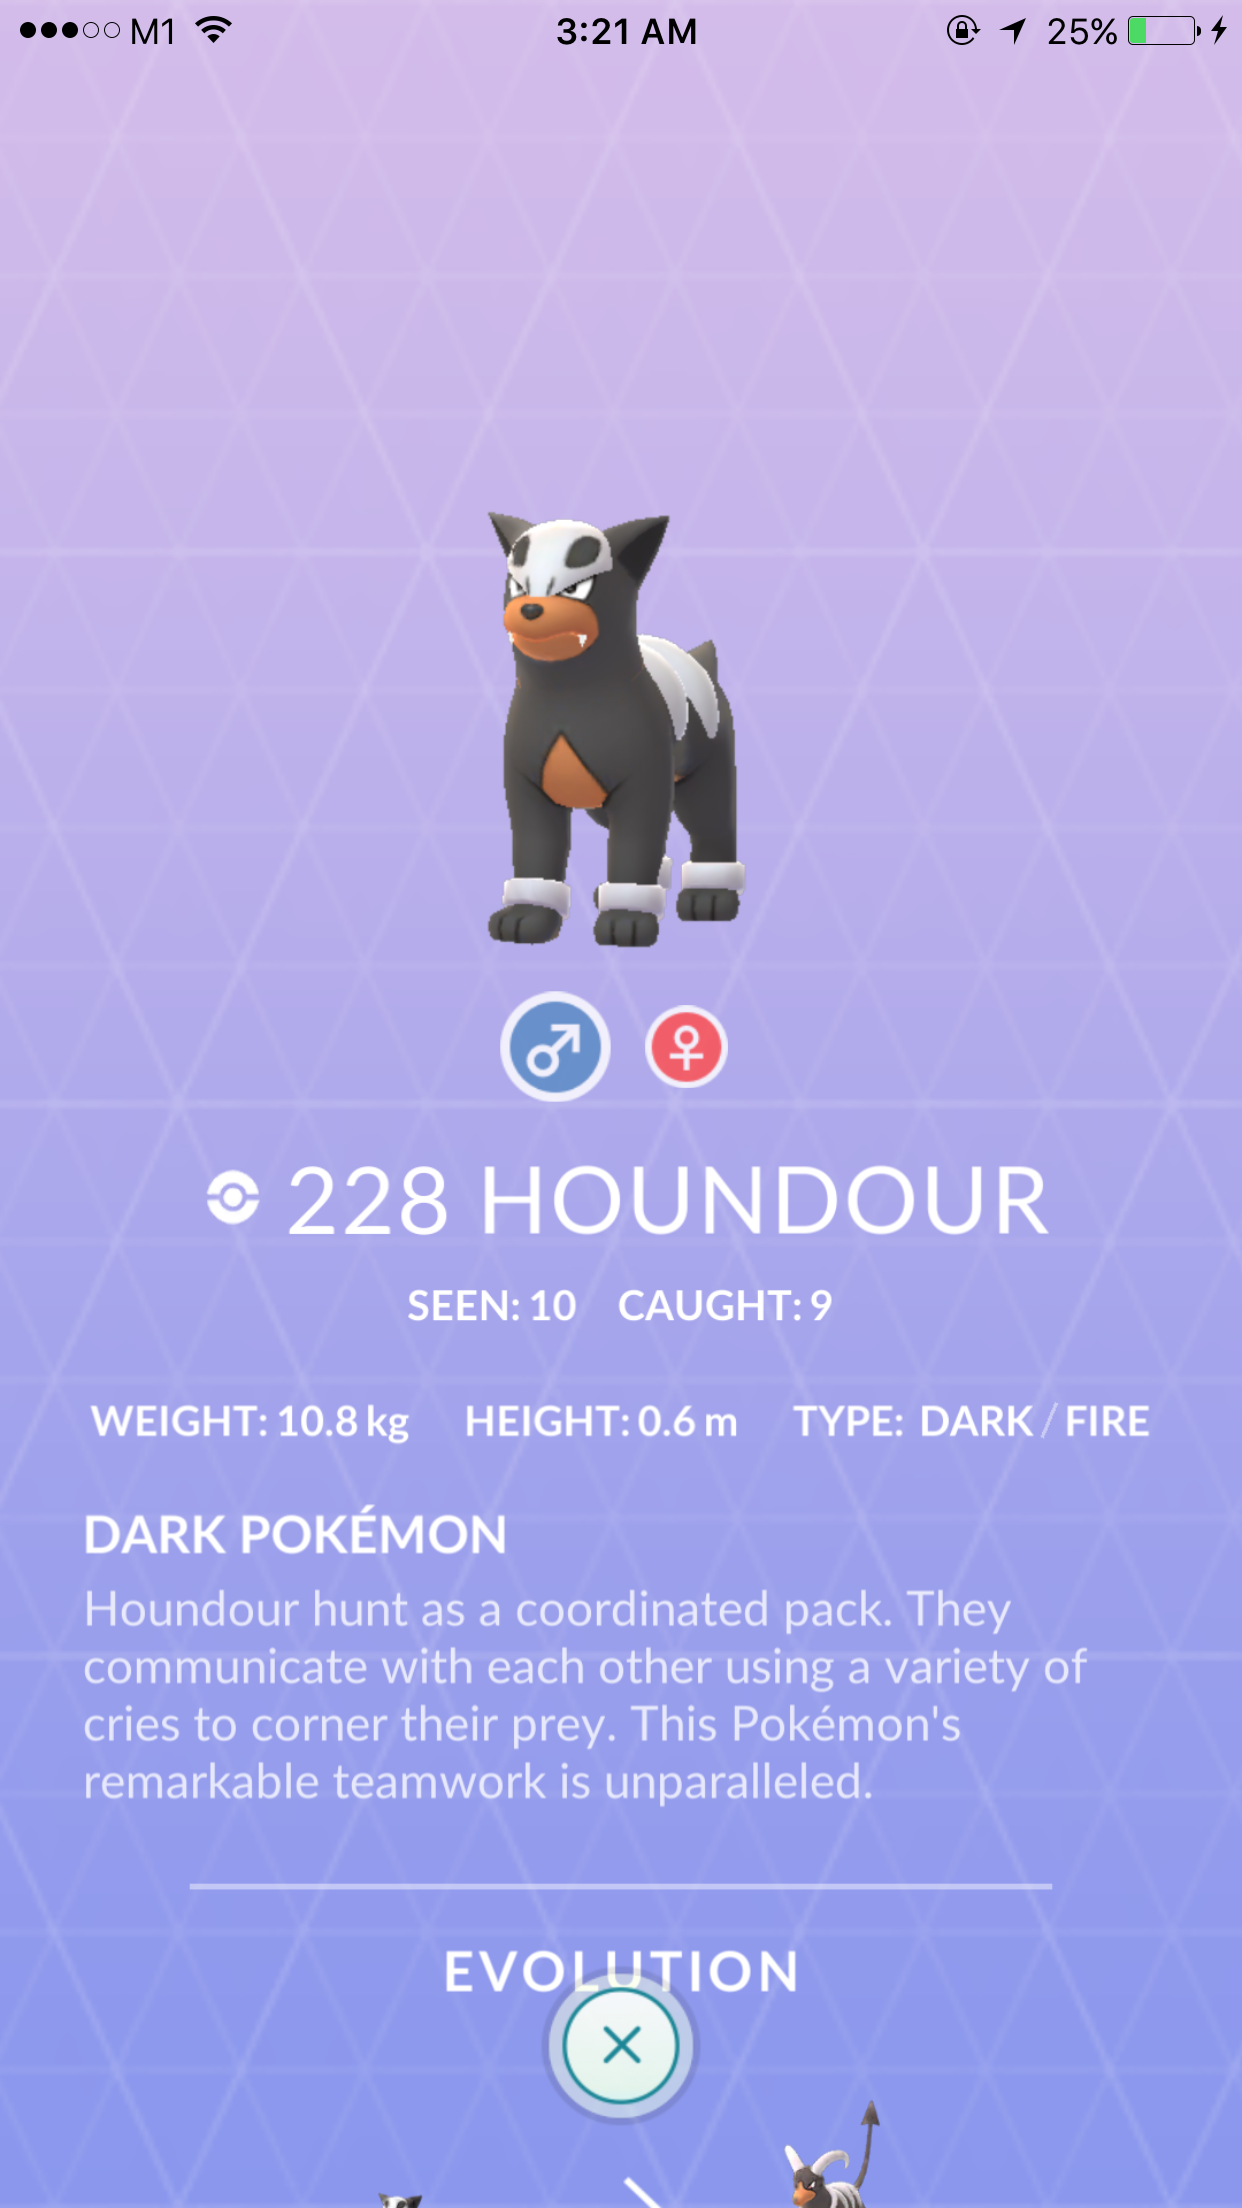 M1 3:21 AM 25%
228 HOUNDOUR
SEEN: 10 CAUGHT: 9
WEIGHT: 10.8 kg HEIGHT: 0.6 m TYPE: DARK / FIRE
DARK POKÉMON
Houndour hunt as a coordinated pack. They
communicate with each other using a variety of
cries to corner their prey. This Pokémon's
remarkable teamwork is unparalleled.
EVOLUTION